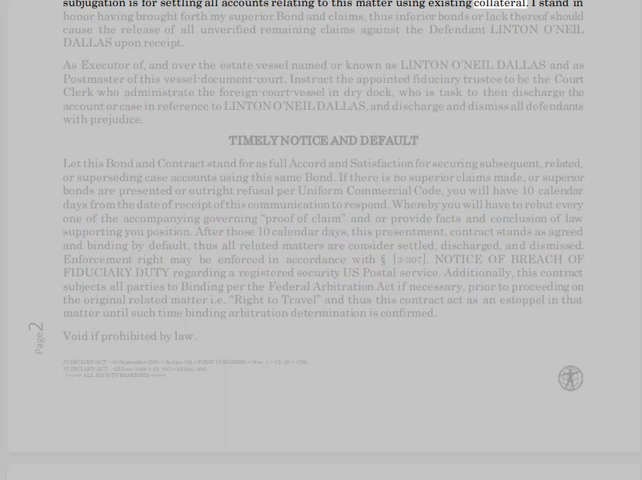 subjugation is for settling all accounts relating to this matter using existing collateral. I stand in
honor having brought forth my superior Bond and claims, thus inferior bonds or lack thereof should
cause the release of all unverified remaining claims against the Defendant LINTON O'NEIL
DALLAS upon receipt.
As Executor of, and over the estate vessel named or known as LINTON O'NEIL DALLAS and as
Postmaster of this vessel-document-court. Instruct the appointed fiduciary trustee to be the Court
Clerk who administrate the foreign-court-vessel in dry dock, who is task to then discharge the
account or case in reference to LINTON O'NEIL DALLAS, and discharge and dismiss all defendants
with prejudice.
TIMELY NOTICE AND DEFAULT
Let this Bond and Contract stand for as full Accord and Satisfaction for securing subsequent, related,
or superseding case accounts using this same Bond. If there is no superior claims made, or superior
bonds are presented or outright refusal per Uniform Commercial Code, you will have 10 calendar
days from the date of receipt of this communication to respond. Whereby you will have to rebut every
one of the accompanying governing “proof of claim” and or provide facts and conclusion of law
supporting you position. After those 10 calendar days, this presentment, contract stands as agreed
and binding by default, thus all related matters are consider settled, discharged, and dismissed.
Enforcement right may be enforced in accordance with § [3-307]. NOTICE OF BREACH OF
FIDUCIARY DUTY regarding a registered security US Postal service. Additionally, this contract
subjects all parties to Binding per the Federal Arbitration Act if necessary, prior to proceeding on
the original related matter i.e. “Right to Travel” and thus this contract act as an estoppel in that
matter until such time binding arbitration determination is confirmed.
Void if prohibited by law.
Page2
ALL RIGHTS RESERVED